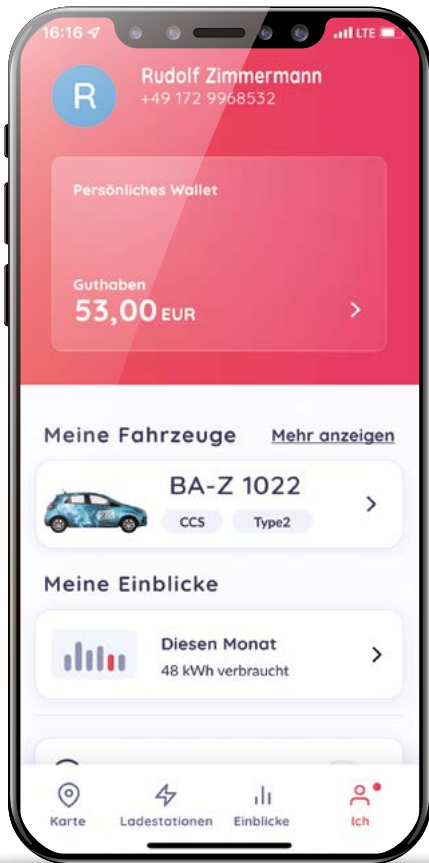 16:16
LTE
R
Rudolf Zimmermann
+49 172 9968532
Persönliches Wallet
Guthaben
53,00 EUR
Meine Fahrzeuge Mehr anzeigen
BA-Z 1022
CCS Type2
Meine Einblicke
Diesen Monat
48 kWh verbraucht
Karte Ladestationen Einblicke Ich